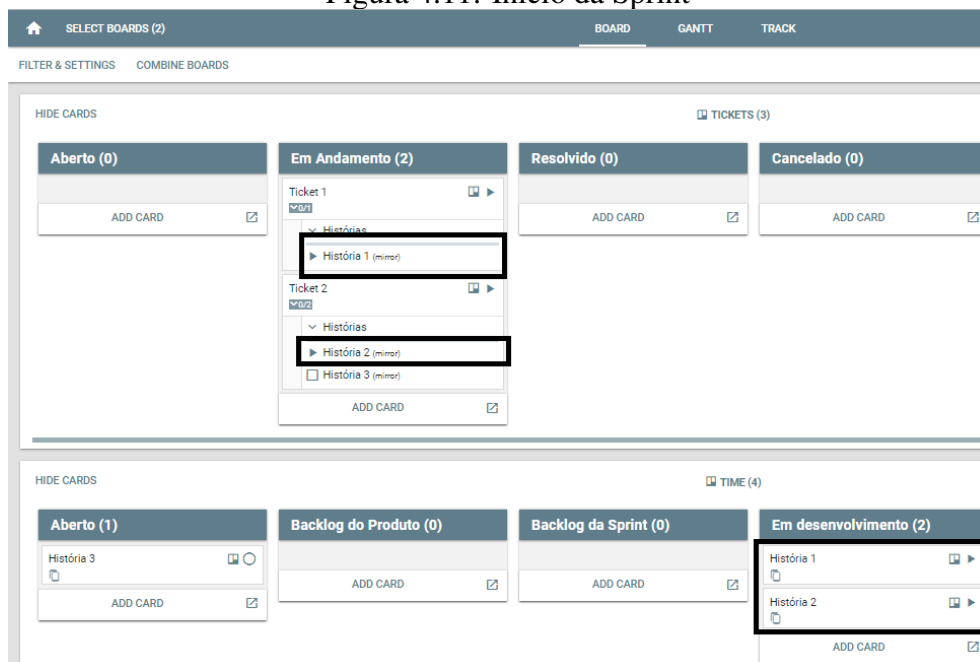 Figura 4.11: Início da Sprint
SELECT BOARDS (2)
BOARD
GANTT
TRACK
FILTER & SETTINGS
COMBINE BOARDS
HIDE CARDS
TICKETS (3)
Aberto (0)
Em Andamento (2)
Resolvido (0)
Cancelado (0)
ADD CARD
Ticket 1
0/1
Histórias
História 1 (mirror)
Ticket 2
0/2
Histórias
História 2 (mirror)
História 3 (mirror)
ADD CARD
ADD CARD
ADD CARD
HIDE CARDS
TIME (4)
Aberto (1)
Backlog do Produto (0)
Backlog da Sprint (0)
Em desenvolvimento (2)
História 3
ADD CARD
ADD CARD
ADD CARD
História 1
História 2
ADD CARD